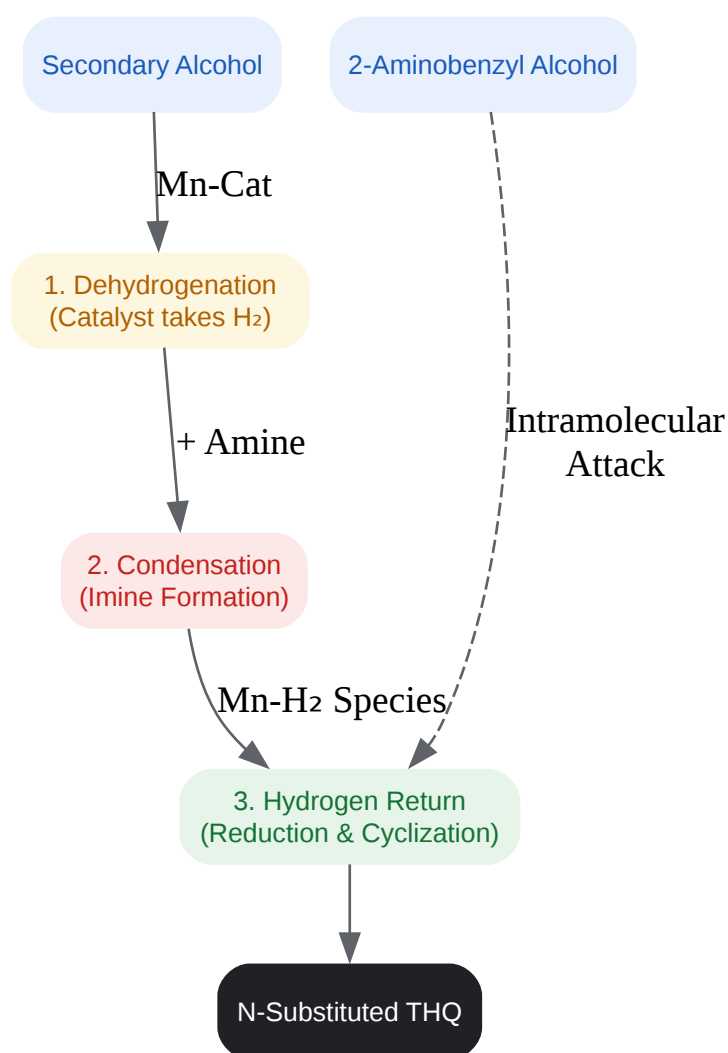 Secondary Alcohol
2-Aminobenzyl Alcohol
Mn-Cat
1. Dehydrogenation
(Catalyst takes H₂)
+ Amine
Intramolecular
Attack
2. Condensation
(Imine Formation)
Mn-H₂ Species
3. Hydrogen Return
(Reduction & Cyclization)
N-Substituted THQ